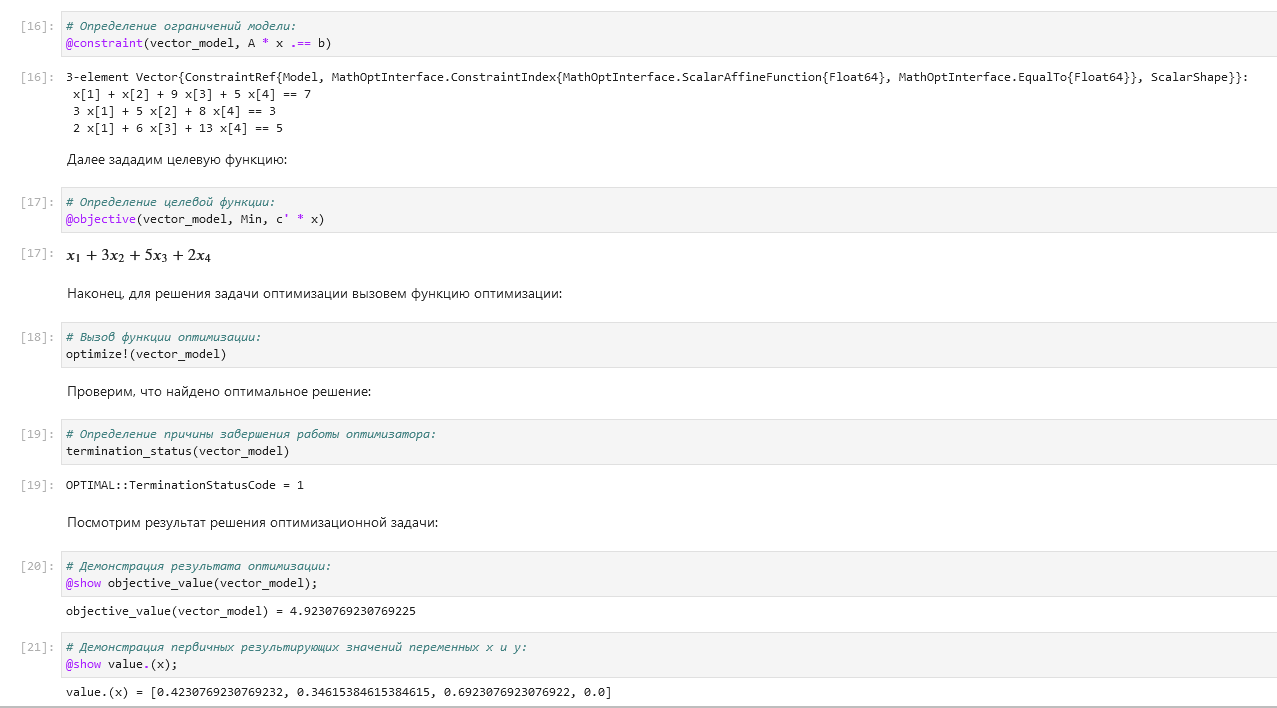 [16]: # Определение ограничений модели:
@constraint(vector_model, A * x .== b)
[16]: 3-element Vector{ConstraintRef{Model, MathOptInterface.ConstraintIndex{MathOptInterface.ScalarAffineFunction{Float64}, MathOptInterface.EqualTo{Float64}}, ScalarShape}}:
x[1] + x[2] + 9 x[3] + 5 x[4] == 7
3 x[1] + 5 x[2] + 8 x[4] == 3
2 x[1] + 6 x[3] + 13 x[4] == 5
Далее зададим целевую функцию:
[17]: # Определение целевой функции:
@objective(vector_model, Min, c' * x)
[17]: x₁ + 3x₂ + 5x₃ + 2x₄
Наконец, для решения задачи оптимизации вызовем функцию оптимизации:
[18]: # Вызов функции оптимизации:
optimize!(vector_model)
Проверим, что найдено оптимальное решение:
[19]: # Определение причины завершения работы оптимизатора:
termination_status(vector_model)
[19]: OPTIMAL::TerminationStatusCode = 1
Посмотрим результат решения оптимизационной задачи:
[20]: # Демонстрация результата оптимизации:
@show objective_value(vector_model);
objective_value(vector_model) = 4.9230769230769225
[21]: # Демонстрация первичных результирующих значений переменных x и y:
@show value.(x);
value.(x) = [0.4230769230769232, 0.34615384615384615, 0.6923076923076922, 0.0]